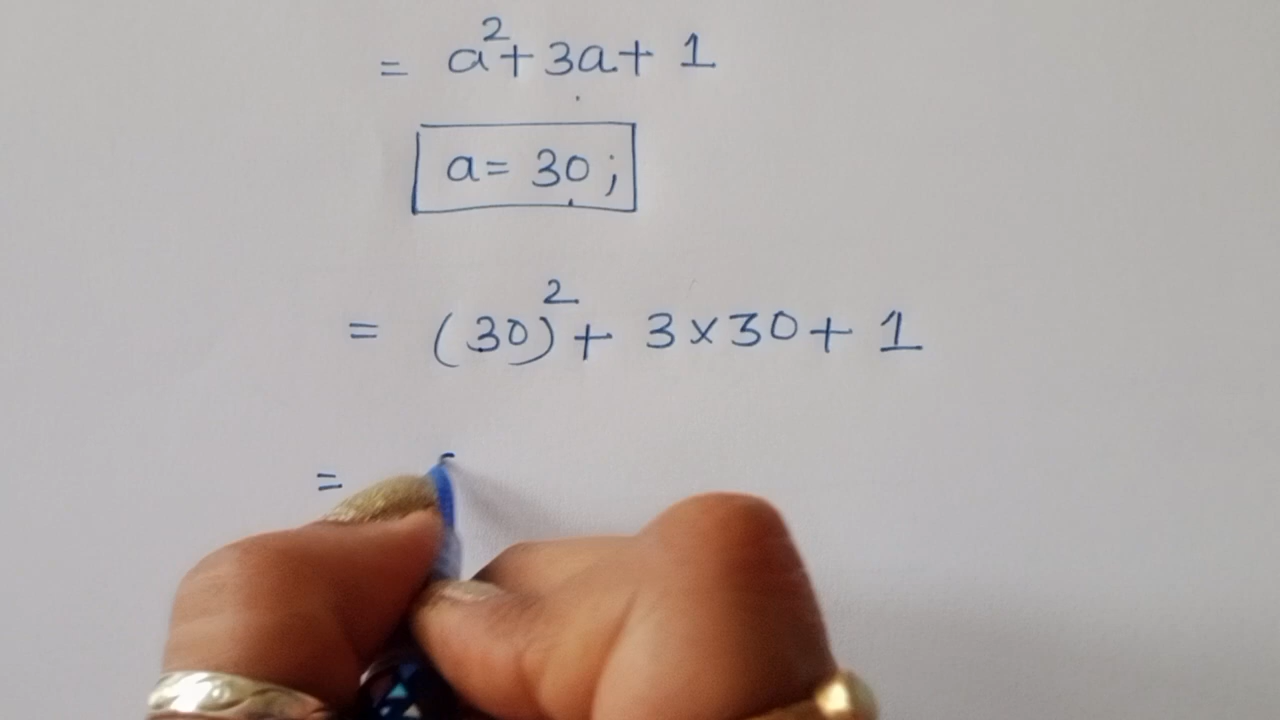 = a²+ 3a+ 1
a= 30 ;
= (30)²+ 3×30+ 1
=